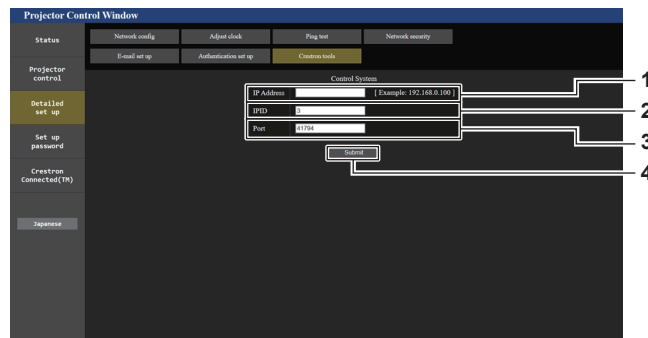 Projector Control Window
Status
Network config
Adjust clock
Ping test
Network security
E-mail set up
Authentication set up
Crestron tools
Projector
control
Control System
1
IP Address
[ Example: 192.168.0.100 ]
Detailed
set up
IPID
3
2
Port
41794
3
Set up
password
Submit
4
Crestron
Connected(TM)
Japanese